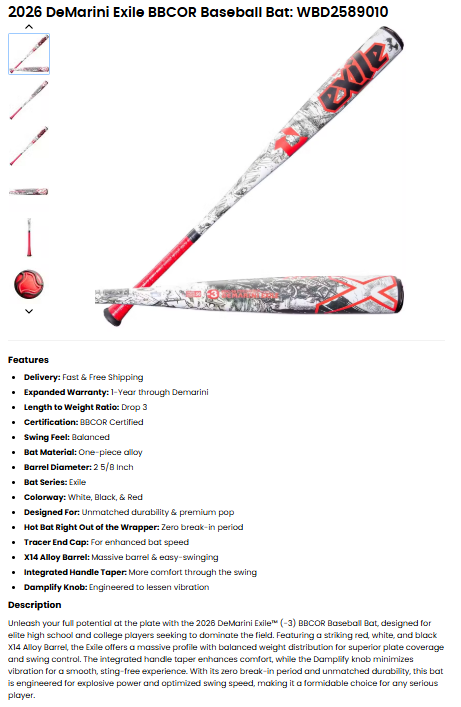 2026 DeMarini Exile BBCOR Baseball Bat: WBD2589010
exile
Features
Delivery: Fast & Free Shipping
Expanded Warranty: 1-Year through Demarini
Length to Weight Ratio: Drop 3
Certification: BBCOR Certified
Swing Feel: Balanced
Bat Material: One-piece alloy
Barrel Diameter: 2 5/8 Inch
Bat Series: Exile
Colorway: White, Black, & Red
Designed For: Unmatched durability & premium pop
Hot Bat Right Out of the Wrapper: Zero break-in period
Tracer End Cap: For enhanced bat speed
X14 Alloy Barrel: Massive barrel & easy-swinging
Integrated Handle Taper: More comfort through the swing
Damplify Knob: Engineered to lessen vibration
Description
Unleash your full potential at the plate with the 2026 DeMarini Exile™ (-3) BBCOR Baseball Bat, designed for
elite high school and college players seeking to dominate the field. Featuring a striking red, white, and black
X14 Alloy Barrel, the Exile offers a massive profile with balanced weight distribution for superior plate coverage
and swing control. The integrated handle taper enhances comfort, while the Damplify knob minimizes
vibration for a smooth, sting-free experience. With its zero break-in period and unmatched durability, this bat
is engineered for explosive power and optimized swing speed, making it a formidable choice for any serious
player.